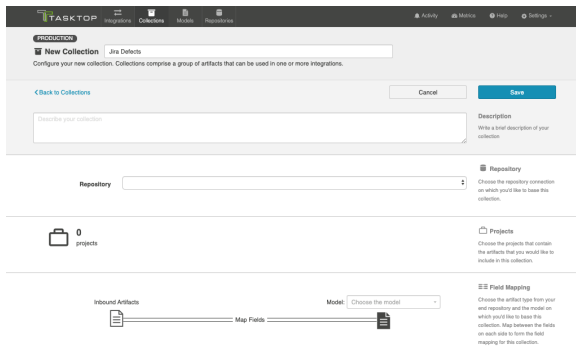 TASKTOP
Integrations
Collections
Models
Repositories
Activity
Metrics
Help
Settings
PRODUCTION
New Collection
Jira Defects
Configure your new collection. Collections comprise a group of artifacts that can be used in one or more integrations.
Back to Collections
Cancel
Save
Describe your collection
Description
Write a brief description of your
collection.
Repository
Repository
Choose the repository connection
on which you'd like to base this
collection.
0
projects
Projects
Choose the projects that contain
the artifacts that you would like to
include in this collection.
Inbound Artifacts
Model:
Choose the model
Map Fields
Field Mapping
Choose the artifact type from your
end repository and the model on
which you'd like to base this
collection. Map between the fields
on each side to form the field
mapping for this collection.